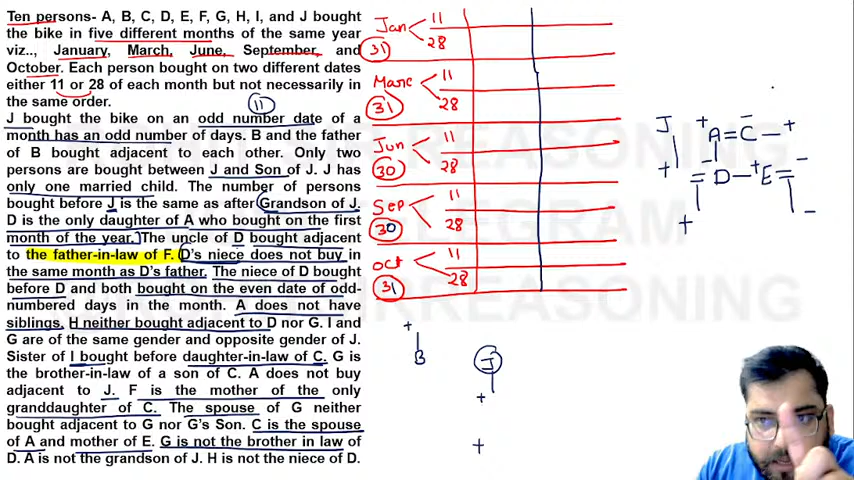 Ten persons- A, B, C, D, E, F, G, H, I, and J bought
the bike in five different months of the same year
viz.., January, March, June, September, and
October. Each person bought on two different dates
either 11 or 28 of each month but not necessarily in
the same order.
11
J bought the bike on an odd number date of a
month has an odd number of days. B and the father
of B bought adjacent to each other. Only two
persons are bought between J and Son of J. J has
only one married child. The number of persons
bought before J is the same as after Grandson of J.
D is the only daughter of A who bought on the first
month of the year. The uncle of D bought adjacent
to the father-in-law of F. D's niece does not buy in
the same month as D's father. The niece of D bought
before D and both bought on the even date of odd-
numbered days in the month. A does not have
siblings. H neither bought adjacent to D nor G. I and
G are of the same gender and opposite gender of J.
Sister of I bought before daughter-in-law of C. G is
the brother-in-law of a son of C. A does not buy
adjacent to J. F is the mother of the only
granddaughter of C. The spouse of G neither
bought adjacent to G nor G's Son. C is the spouse
of A and mother of E. G is not the brother in law of
D. A is not the grandson of J. H is not the niece of D.
Jan 11
28
31
Marc 11
28
31
Jun 11
28
30
Sep 11
28
30
Oct 11
28
31
J + A = C - +
+ = - D - + E = -
+ -
+
B
J
+
+